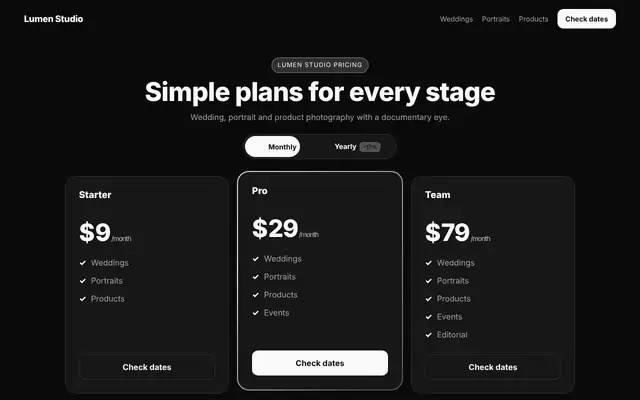 Lumen Studio
Weddings Portraits Products Check dates
LUMEN STUDIO PRICING
Simple plans for every stage
Wedding, portrait and product photography with a documentary eye.
Monthly Yearly
Starter
$9 /month
Weddings
Portraits
Products
Check dates
Pro
$29 /month
Weddings
Portraits
Products
Events
Check dates
Team
$79 /month
Weddings
Portraits
Products
Events
Editorial
Check dates